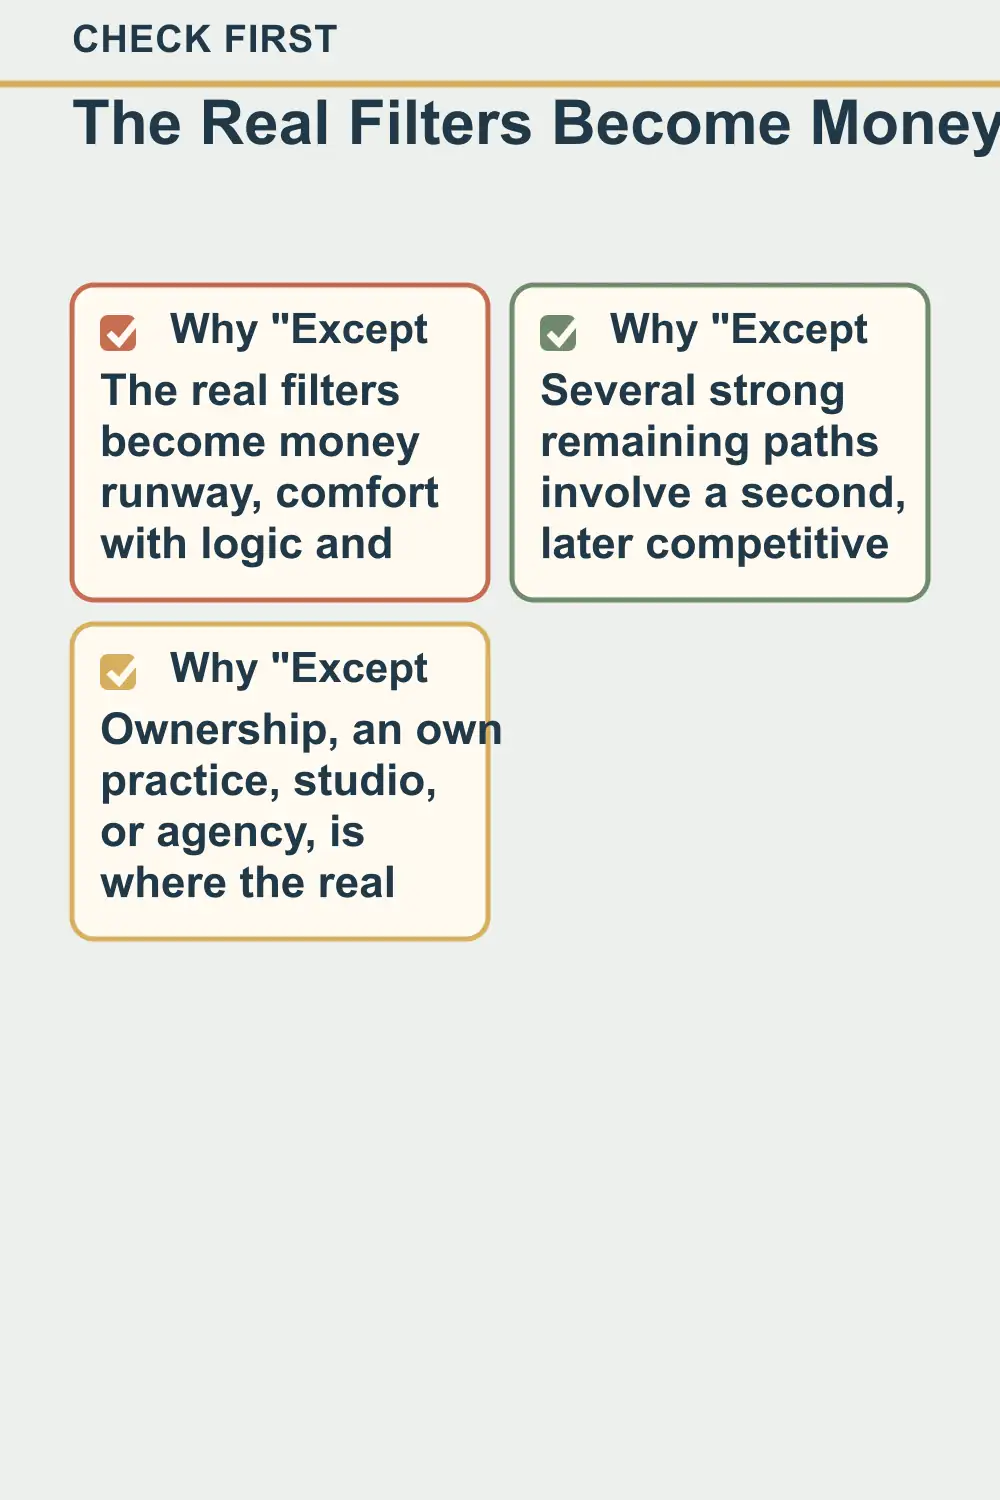 CHECK FIRST
The Real Filters Become Money
Why "Except
The real filters
become money
runway, comfort
with logic and
Why "Except
Several strong
remaining paths
involve a second,
later competitive
Why "Except
Ownership, an own
practice, studio,
or agency, is
where the real